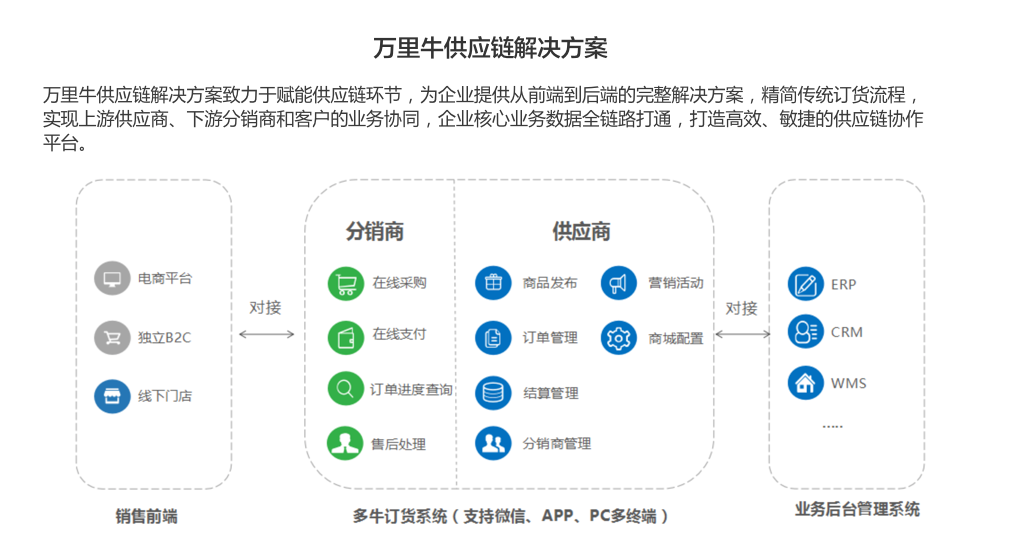 万里牛供应链解决方案
万里牛供应链解决方案致力于赋能供应链环节，为企业提供从前端到后端的完整解决方案，精简传统订货流程，
实现上游供应商、下游分销商和客户的业务协同，企业核心业务数据全链路打通，打造高效、敏捷的供应链协作
平台。
电商平台
独立B2C
线下门店
销售前端
对接
分销商
在线采购
在线支付
订单进度查询
售后处理
供应商
商品发布
营销活动
订单管理
商城配置
结算管理
分销商管理
多牛订货系统（支持微信、APP、PC多终端）
对接
ERP
CRM
WMS
.....
业务后台管理系统